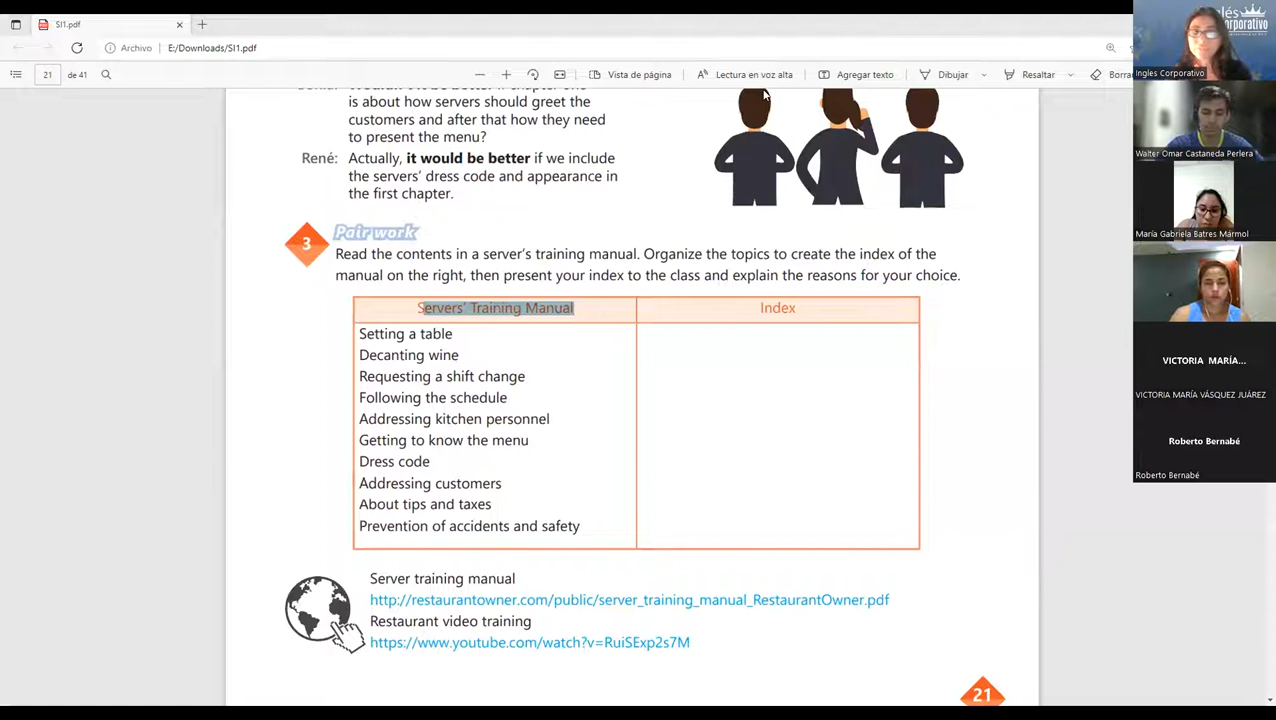 SI1.pdf
Archivo
E:/Downloads/SI1.pdf
21
de 41
Vista de página
Lectura en voz alta
Agregar texto
Dibujar
Resaltar
Borrar
is about how servers should greet the
customers and after that how they need
to present the menu?
René: Actually, it would be better if we include
the servers' dress code and appearance in
the first chapter.
3
Pair work
Read the contents in a server's training manual. Organize the topics to create the index of the
manual on the right, then present your index to the class and explain the reasons for your choice.
Servers' Training Manual
Index
Setting a table
Decanting wine
Requesting a shift change
Following the schedule
Addressing kitchen personnel
Getting to know the menu
Dress code
Addressing customers
About tips and taxes
Prevention of accidents and safety
Server training manual
http://restaurantowner.com/public/server_training_manual_RestaurantOwner.pdf
Restaurant video training
https://www.youtube.com/watch?v=RuiSExp2s7M
21
Ingles Corporativo
Walter Omar Castaneda Perlera
María Gabriela Batres Mármol
VICTORIA MARÍA...
VICTORIA MARÍA VÁSQUEZ JUÁREZ
Roberto Bernabé
Roberto Bernabé